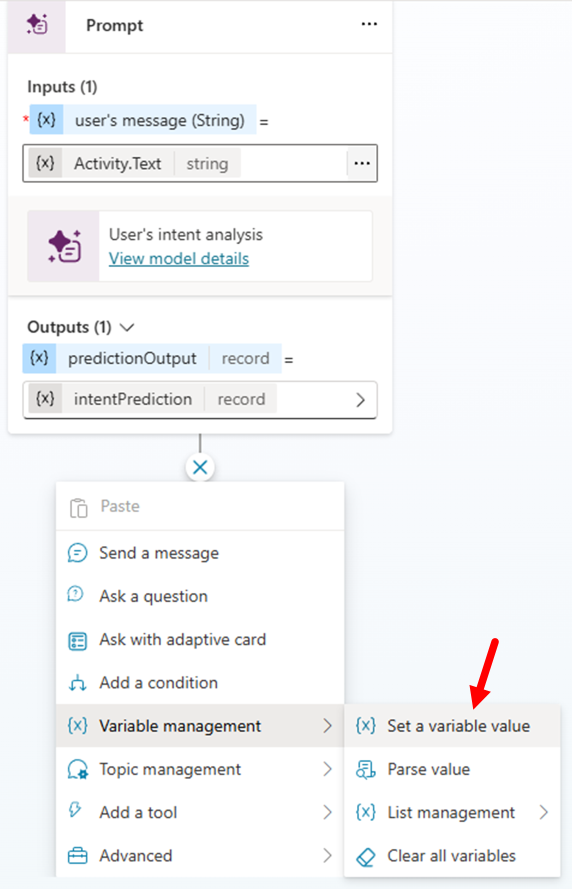 Prompt
...
Inputs (1)
* {x} user's message (String) =
{x} Activity.Text string ...
User's intent analysis
View model details
Outputs (1)
{x} predictionOutput record =
{x} intentPrediction record
Paste
Send a message
Ask a question
Ask with adaptive card
Add a condition
{x} Variable management
Topic management
Add a tool
Advanced
{x} Set a variable value
Parse value
{x} List management
Clear all variables